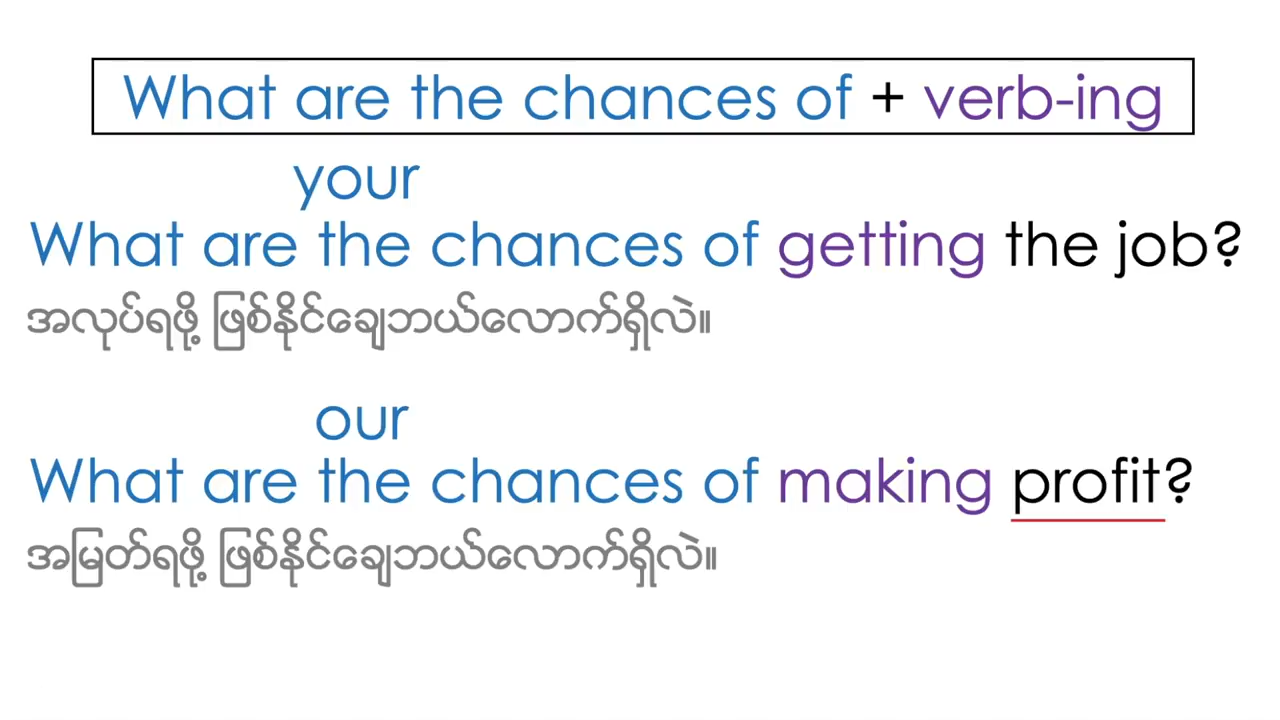 What are the chances of + verb-ing
your
What are the chances of getting the job?
အလုပ်ရဖို့ ဖြစ်နိုင်ချေဘယ်လောက်ရှိလဲ။
our
What are the chances of making profit?
အမြတ်ရဖို့ ဖြစ်နိုင်ချေဘယ်လောက်ရှိလဲ။